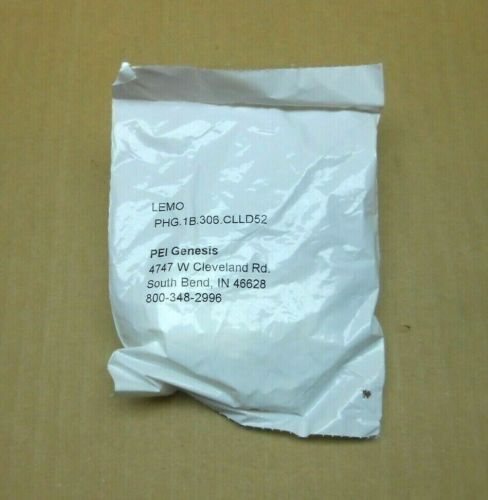 LEMO
PHG.1B.306.CLLD52
PEI Genesis
4747 W Cleveland Rd.
South Bend, IN 46628
800-348-2996